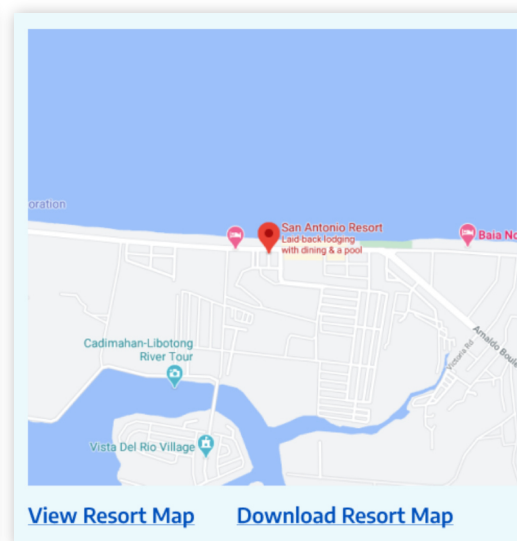 oration
San Antonio Resort
Laid-back lodging
with dining & a pool
Baia No
Cadimahan-Libotong
River Tour
Arnaldo Boule
Victoria Rd
Vista Del Rio Village
View Resort Map
Download Resort Map